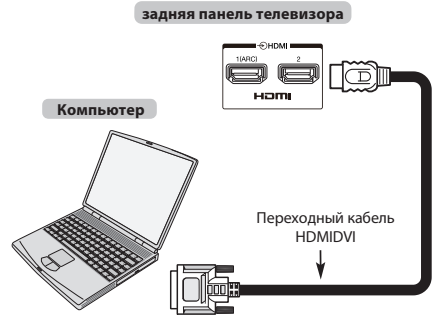 задняя панель телевизора
HDMI
1(ARC) 2
HDMI
Компьютер
D
Переходный кабель
HDMIDVI